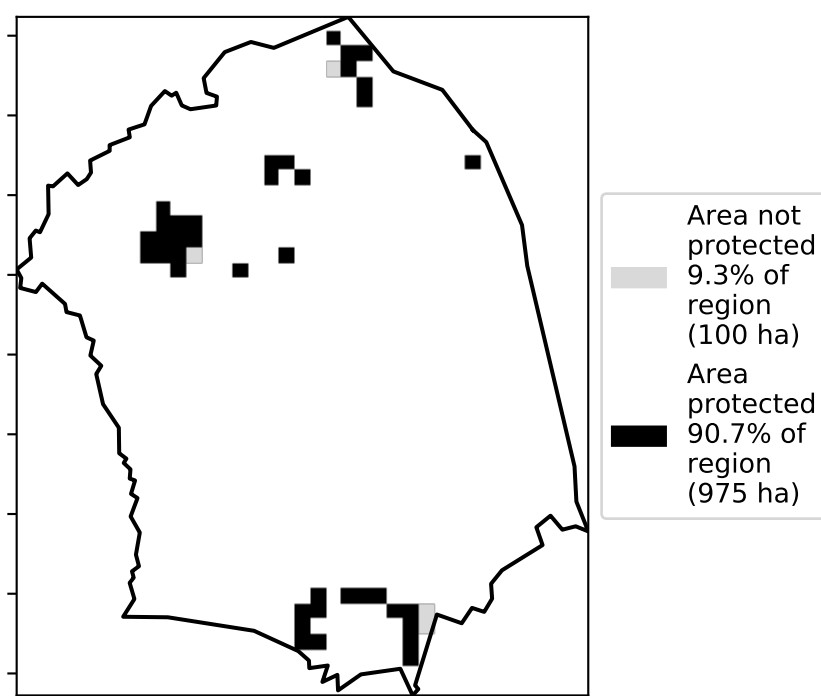 Area not
protected
9.3% of
region
(100 ha)
Area
protected
90.7% of
region
(975 ha)